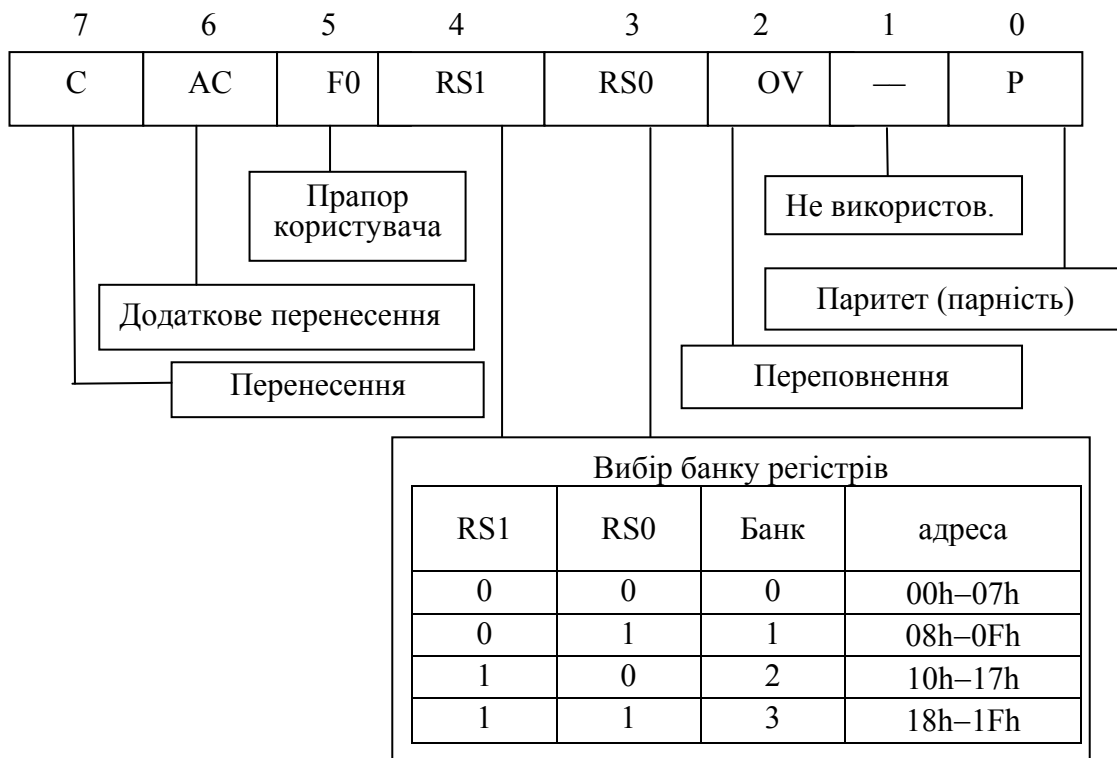 7 6 5 4 3 2 1 0
C AC F0 RS1 RS0 OV — P
Прапор
користувача
Не використов.
Додаткове перенесення
Паритет (парність)
Перенесення
Переповнення
Вибір банку регістрів
RS1 RS0 Банк адреса
0 0 0 00h–07h
0 1 1 08h–0Fh
1 0 2 10h–17h
1 1 3 18h–1Fh